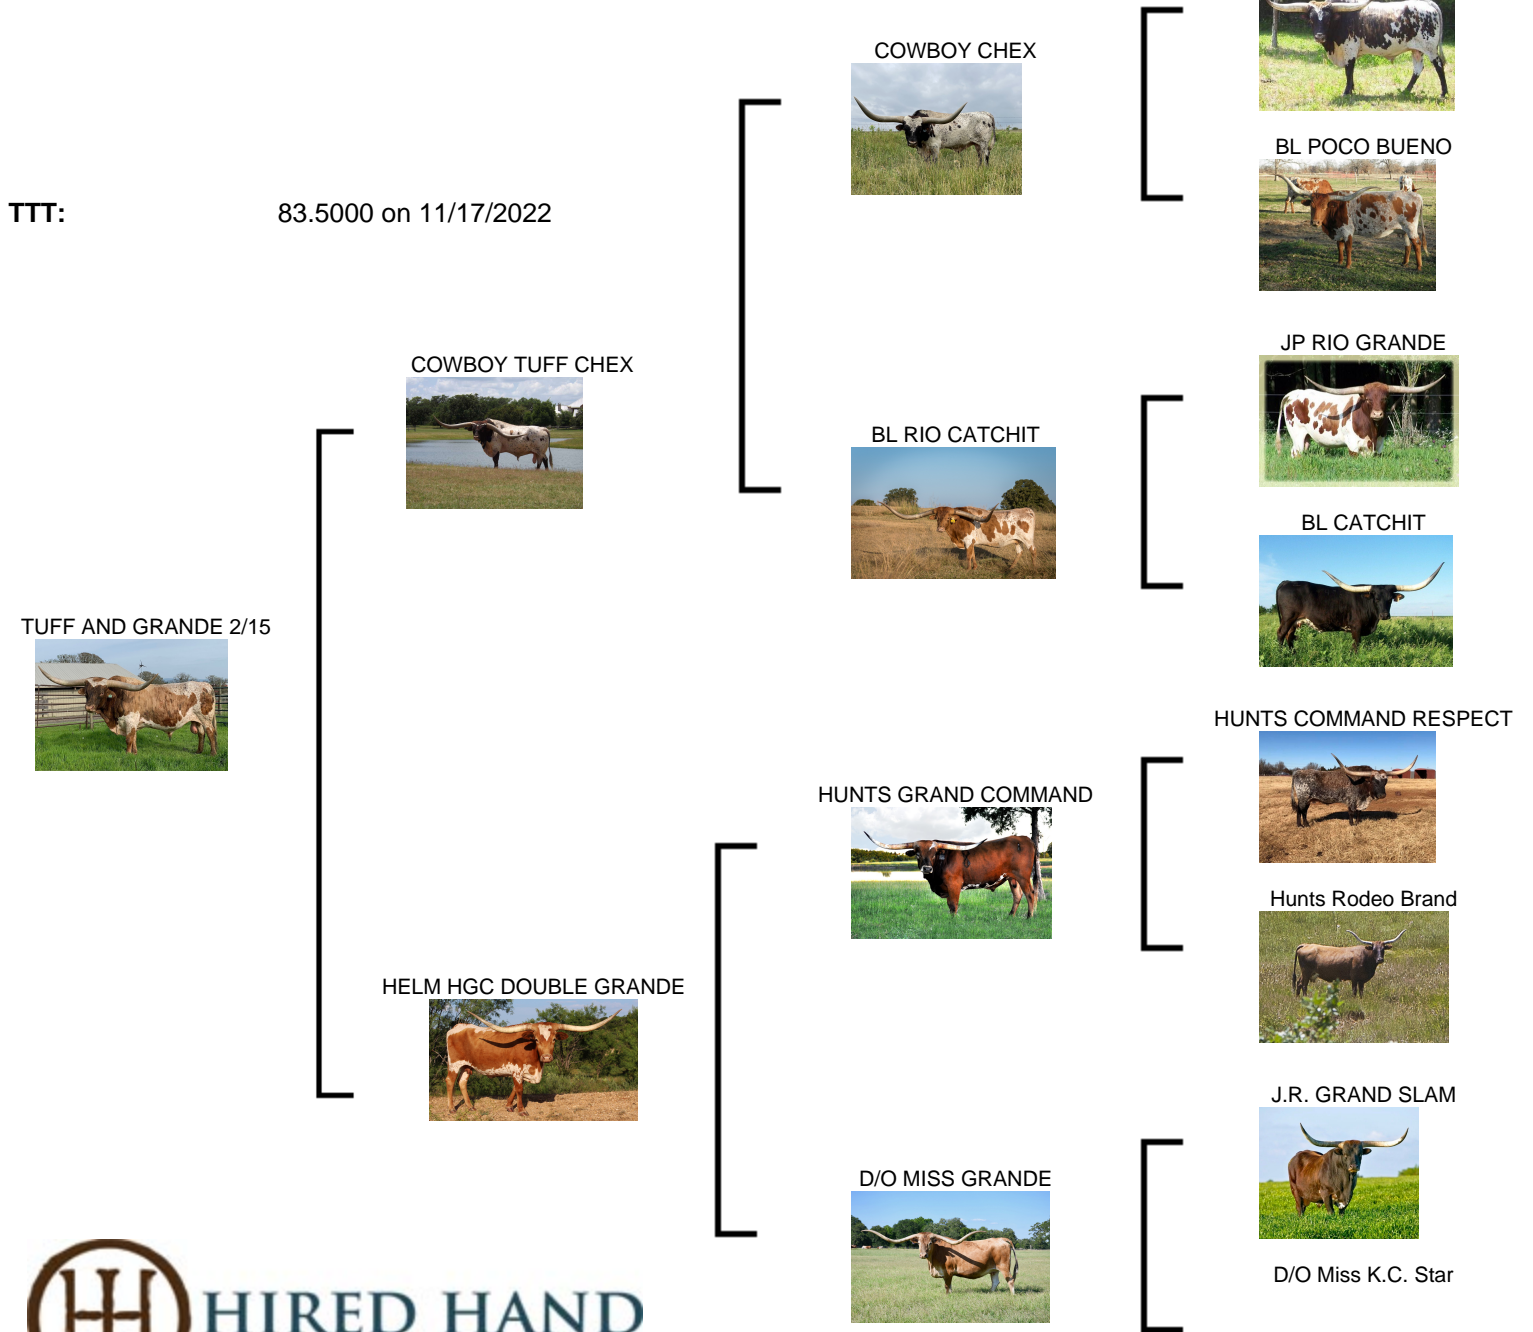 COWBOY CHEX
BL POCO BUENO
TTT: 83.5000 on 11/17/2022
JP RIO GRANDE
COWBOY TUFF CHEX
BL RIO CATCHIT
BL CATCHIT
TUFF AND GRANDE 2/15
HUNTS COMMAND RESPECT
HUNTS GRAND COMMAND
Hunts Rodeo Brand
HELM HGC DOUBLE GRANDE
J.R. GRAND SLAM
D/O MISS GRANDE
D/O Miss K.C. Star
HIRED HAND